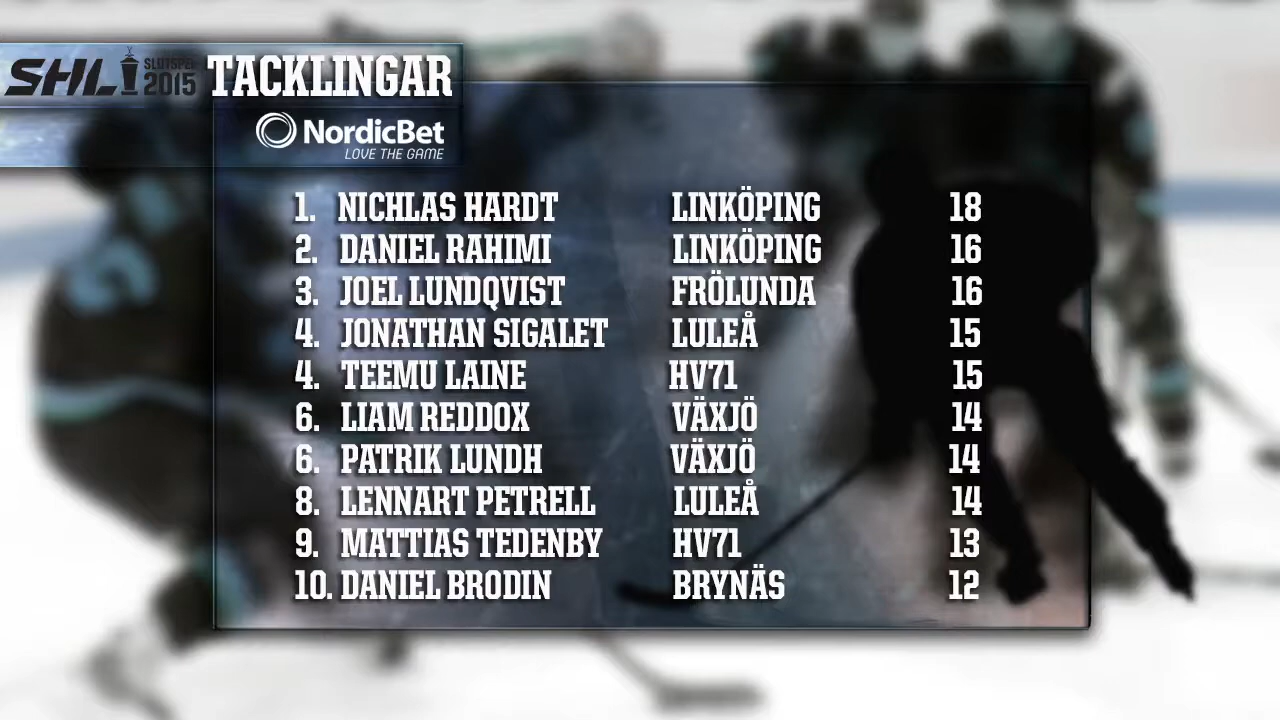 SHL SLUTSPEL 2015 TACKLINGAR
NordicBet
LOVE THE GAME
1. NICHLAS HARDT LINKÖPING 18
2. DANIEL RAHIMI LINKÖPING 16
3. JOEL LUNDQVIST FRÖLUNDA 16
4. JONATHAN SIGALET LULEÅ 15
4. TEEMU LAINE HV71 15
6. LIAM REDDOX VÄXJÖ 14
6. PATRIK LUNDH VÄXJÖ 14
8. LENNART PETRELL LULEÅ 14
9. MATTIAS TEDENBY HV71 13
10. DANIEL BRODIN BRYNÄS 12